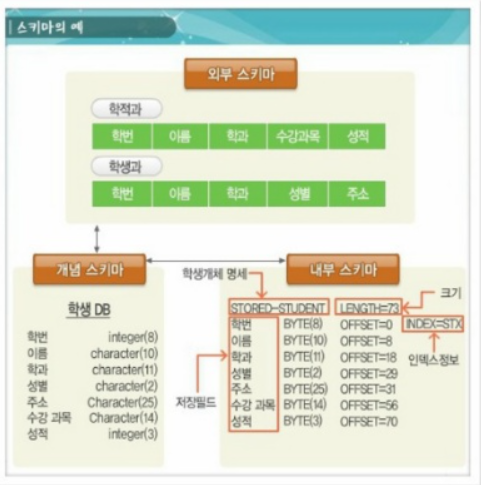 스키마의 예
외부 스키마
학적과
학번 이름 학과 수강과목 성적
학생과
학번 이름 학과 성별 주소
개념 스키마
학생 DB
학번 integer(8)
이름 character(10)
학과 character(11)
성별 character(2)
주소 Character(25)
수강 과목 Character(14)
성적 integer(3)
내부 스키마
학생개체 명세
크기
STORED-STUDENT LENGTH=73
학번 BYTE(8) OFFSET=0 INDEX=STX
이름 BYTE(10) OFFSET=8
학과 BYTE(11) OFFSET=18
성별 BYTE(2) OFFSET=29
주소 BYTE(25) OFFSET=31
수강 과목 BYTE(14) OFFSET=56
성적 BYTE(3) OFFSET=70
인덱스정보
저장필드